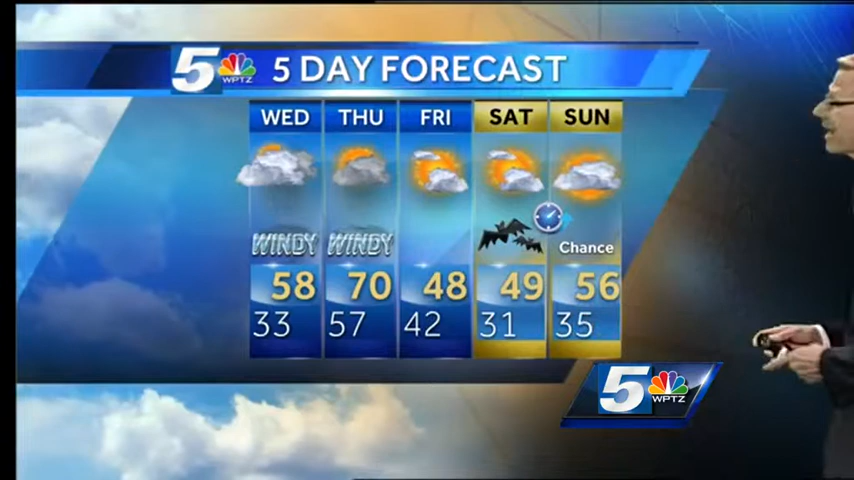 5 WPTZ 5 DAY FORECAST
WED THU FRI SAT SUN
WINDY WINDY
Chance
58 70 48 49 56
33 57 42 31 35
5 WPTZ